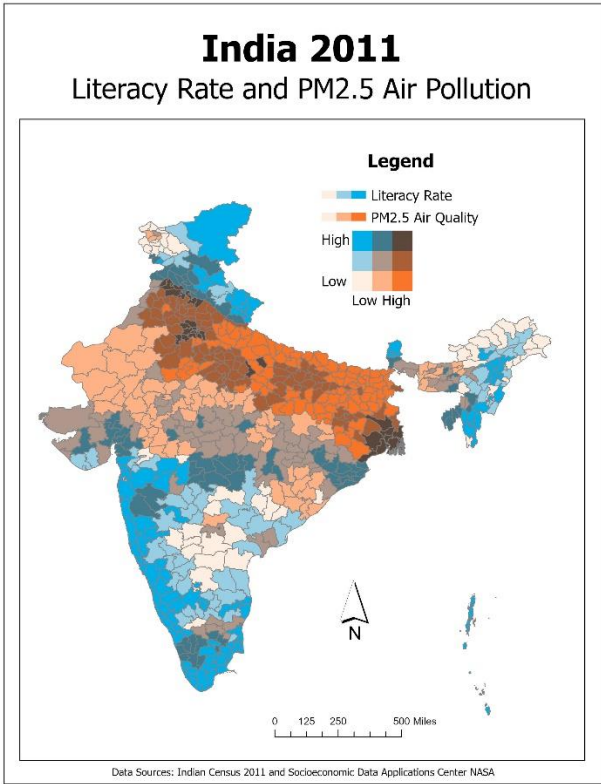 India 2011
Literacy Rate and PM2.5 Air Pollution
Legend
Literacy Rate
PM2.5 Air Quality
High
Low
Low High
N
0 125 250 500 Miles
Data Sources: Indian Census 2011 and Socioeconomic Data Applications Center NASA